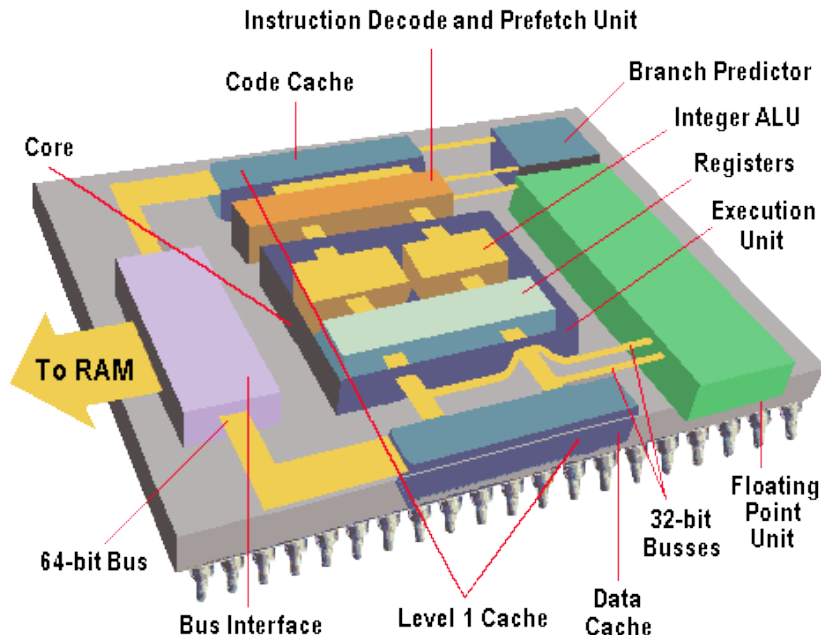 Instruction Decode and Prefetch Unit
Code Cache
Branch Predictor
Integer ALU
Core
Registers
Execution
Unit
To RAM
64-bit Bus
Bus Interface
Level 1 Cache
Data
Cache
32-bit
Busses
Floating
Point
Unit